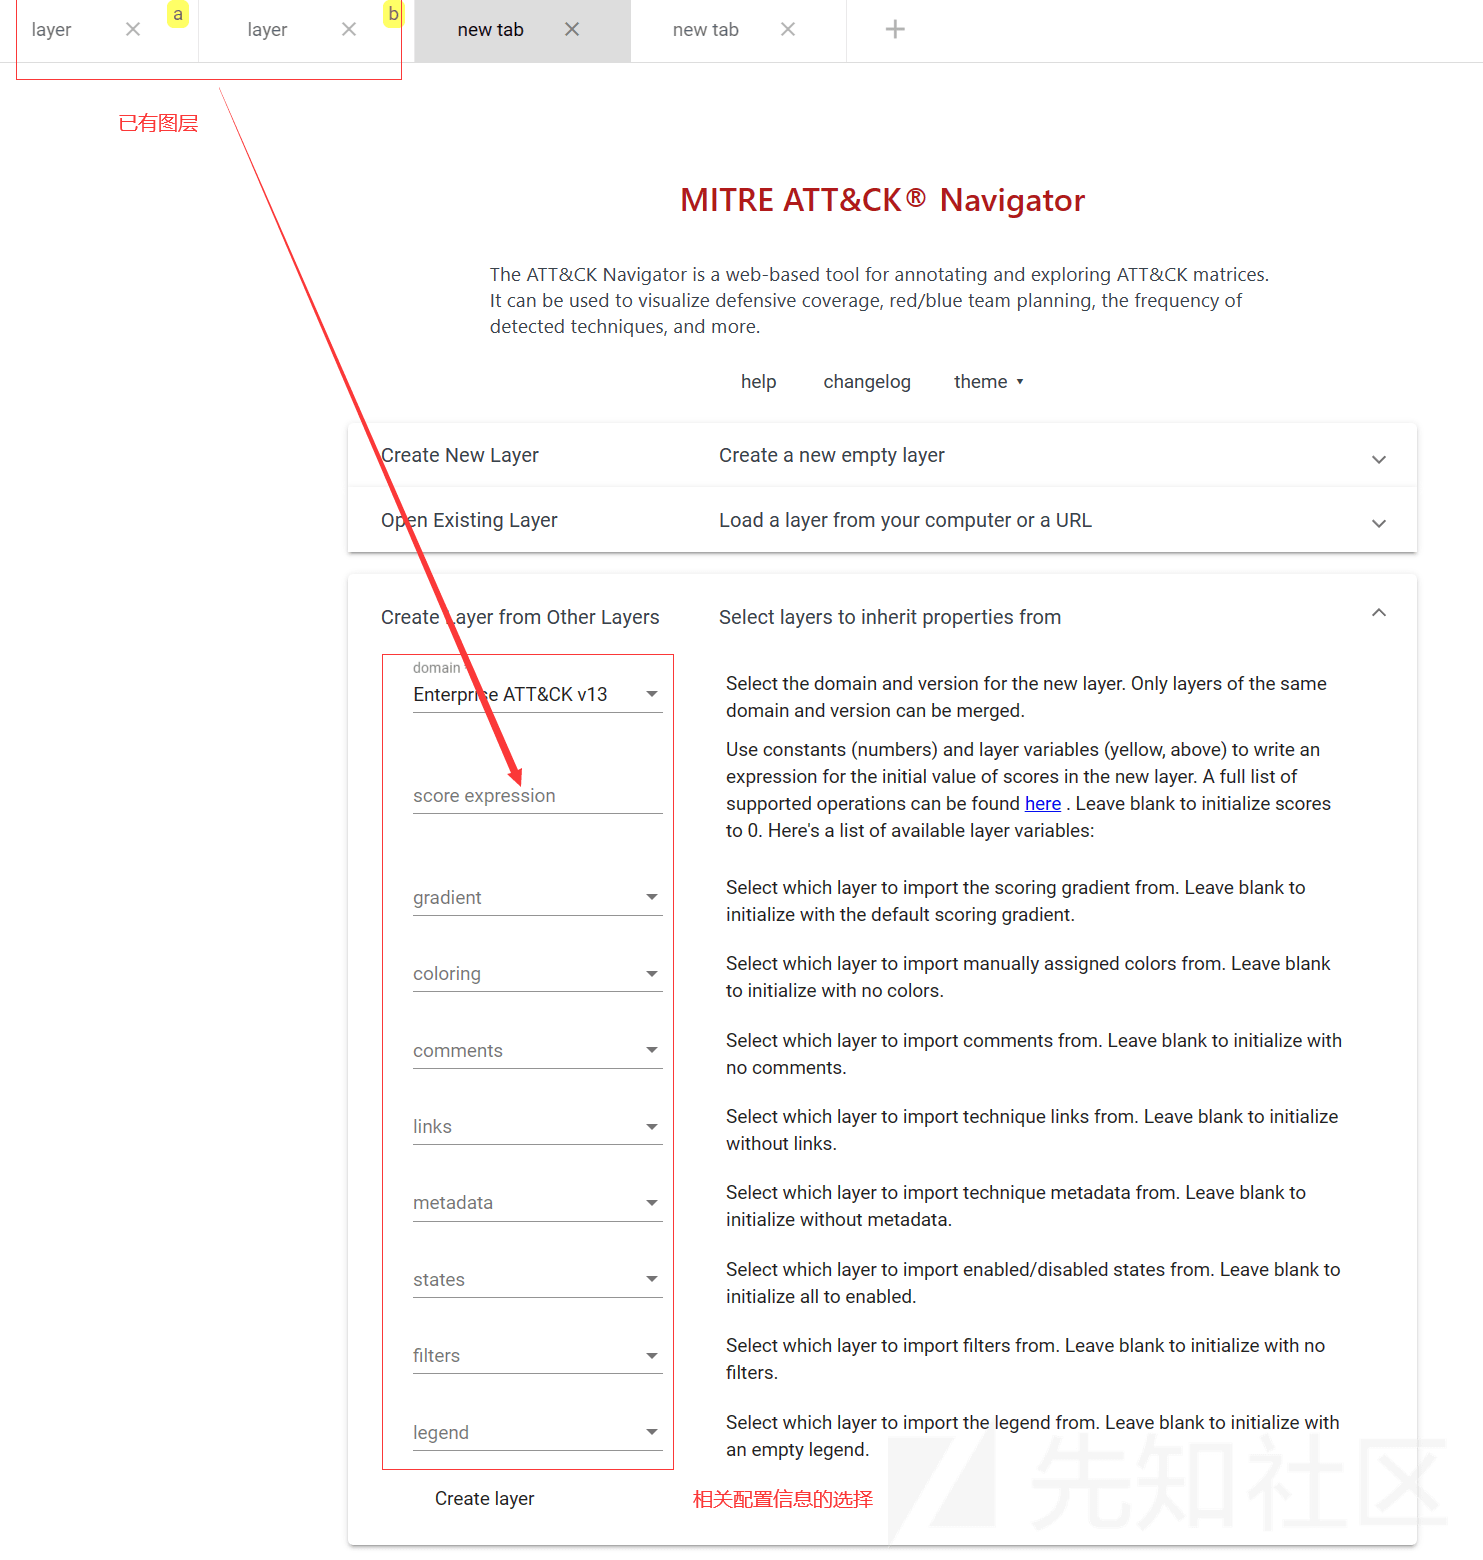 layer a layer b new tab new tab
已有图层
MITRE ATT&CK® Navigator
The ATT&CK Navigator is a web-based tool for annotating and exploring ATT&CK matrices.
It can be used to visualize defensive coverage, red/blue team planning, the frequency of
detected techniques, and more.
help changelog theme
Create New Layer Create a new empty layer
Open Existing Layer Load a layer from your computer or a URL
Create Layer from Other Layers Select layers to inherit properties from
domain
Enterprise ATT&CK v13
Select the domain and version for the new layer. Only layers of the same
domain and version can be merged.
score expression
Use constants (numbers) and layer variables (yellow, above) to write an
expression for the initial value of scores in the new layer. A full list of
supported operations can be found here . Leave blank to initialize scores
to 0. Here's a list of available layer variables:
gradient
Select which layer to import the scoring gradient from. Leave blank to
initialize with the default scoring gradient.
coloring
Select which layer to import manually assigned colors from. Leave blank
to initialize with no colors.
comments
Select which layer to import comments from. Leave blank to initialize with
no comments.
links
Select which layer to import technique links from. Leave blank to initialize
without links.
metadata
Select which layer to import technique metadata from. Leave blank to
initialize without metadata.
states
Select which layer to import enabled/disabled states from. Leave blank to
initialize all to enabled.
filters
Select which layer to import filters from. Leave blank to initialize with no
filters.
legend
Select which layer to import the legend from. Leave blank to initialize with
an empty legend.
Create layer
相关配置信息的选择
先知社区